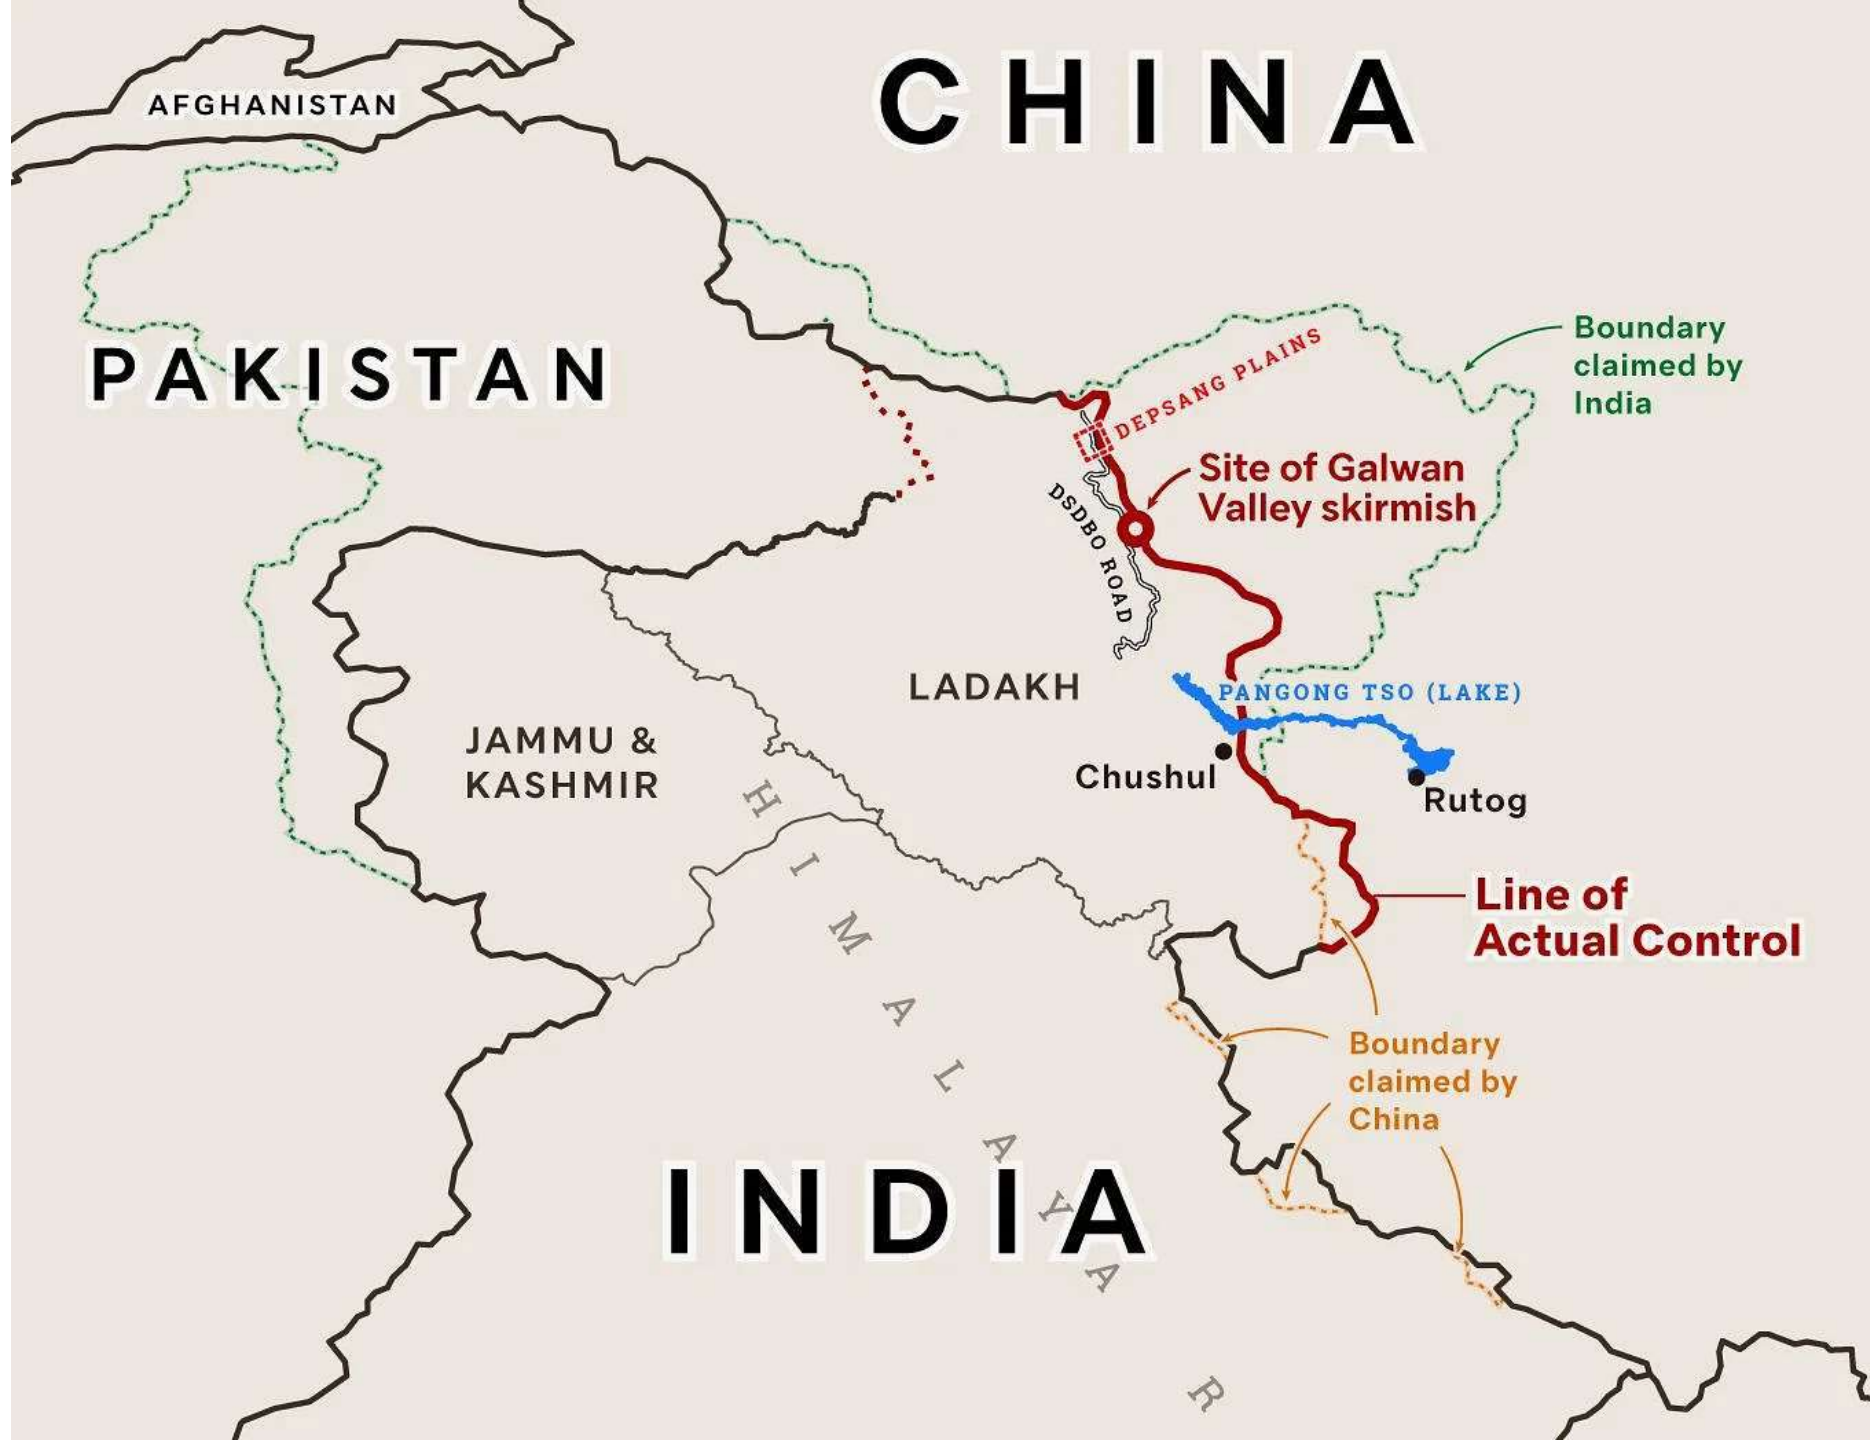 CHINA
AFGHANISTAN
PAKISTAN
Boundary
claimed by
India
DEPSANG PLAINS
Site of Galwan
Valley skirmish
DSDBO ROAD
LADAKH
PANGONG TSO (LAKE)
JAMMU &
KASHMIR
Chushul
Rutog
Line of
Actual Control
Boundary
claimed by
China
HIMALAYA R
INDIA